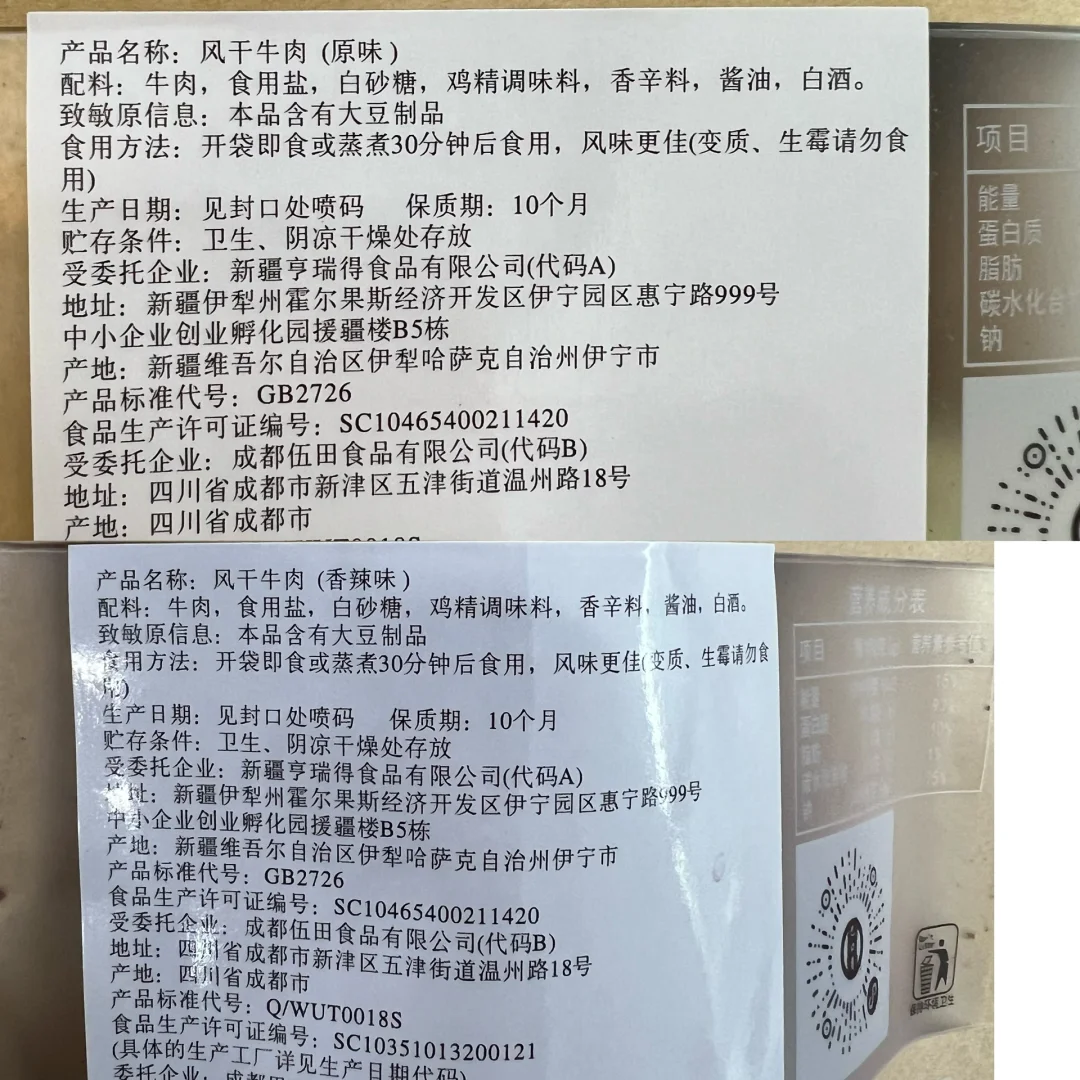 产品名称：风干牛肉 (原味)
配料：牛肉，食用盐，白砂糖，鸡精调味料，香辛料，酱油，白酒。
致敏原信息：本品含有大豆制品
食用方法：开袋即食或蒸煮30分钟后食用，风味更佳(变质、生霉请勿食
用)
生产日期：见封口处喷码 保质期：10个月
贮存条件：卫生、阴凉干燥处存放
受委托企业：新疆亨瑞得食品有限公司(代码A)
地址：新疆伊犁州霍尔果斯经济开发区伊宁园区惠宁路999号
中小企业创业孵化园援疆楼B5栋
产地：新疆维吾尔自治区伊犁哈萨克自治州伊宁市
产品标准代号：GB2726
食品生产许可证编号：SC10465400211420
受委托企业：成都伍田食品有限公司(代码B)
地址：四川省成都市新津区五津街道温州路18号
产地：四川省成都市
项目
能量
蛋白质
脂肪
碳水化合
钠
产品名称：风干牛肉 (香辣味)
配料：牛肉，食用盐，白砂糖，鸡精调味料，香辛料，酱油，白酒。
致敏原信息：本品含有大豆制品
食用方法：开袋即食或蒸煮30分钟后食用，风味更佳(变质、生霉请勿食
用)
生产日期：见封口处喷码 保质期：10个月
贮存条件：卫生、阴凉干燥处存放
受委托企业：新疆亨瑞得食品有限公司(代码A)
地址：新疆伊犁州霍尔果斯经济开发区伊宁园区惠宁路999号
中小企业创业孵化园援疆楼B5栋
产地：新疆维吾尔自治区伊犁哈萨克自治州伊宁市
产品标准代号：GB2726
食品生产许可证编号：SC10465400211420
受委托企业：成都伍田食品有限公司(代码B)
地址：四川省成都市新津区五津街道温州路18号
产地：四川省成都市
产品标准代号：Q/WUT0018S
食品生产许可证编号：SC10351013200121
(具体的生产工厂详见生产日期代码)
委托企业：成都
营养成分表
项目
保持环境卫生